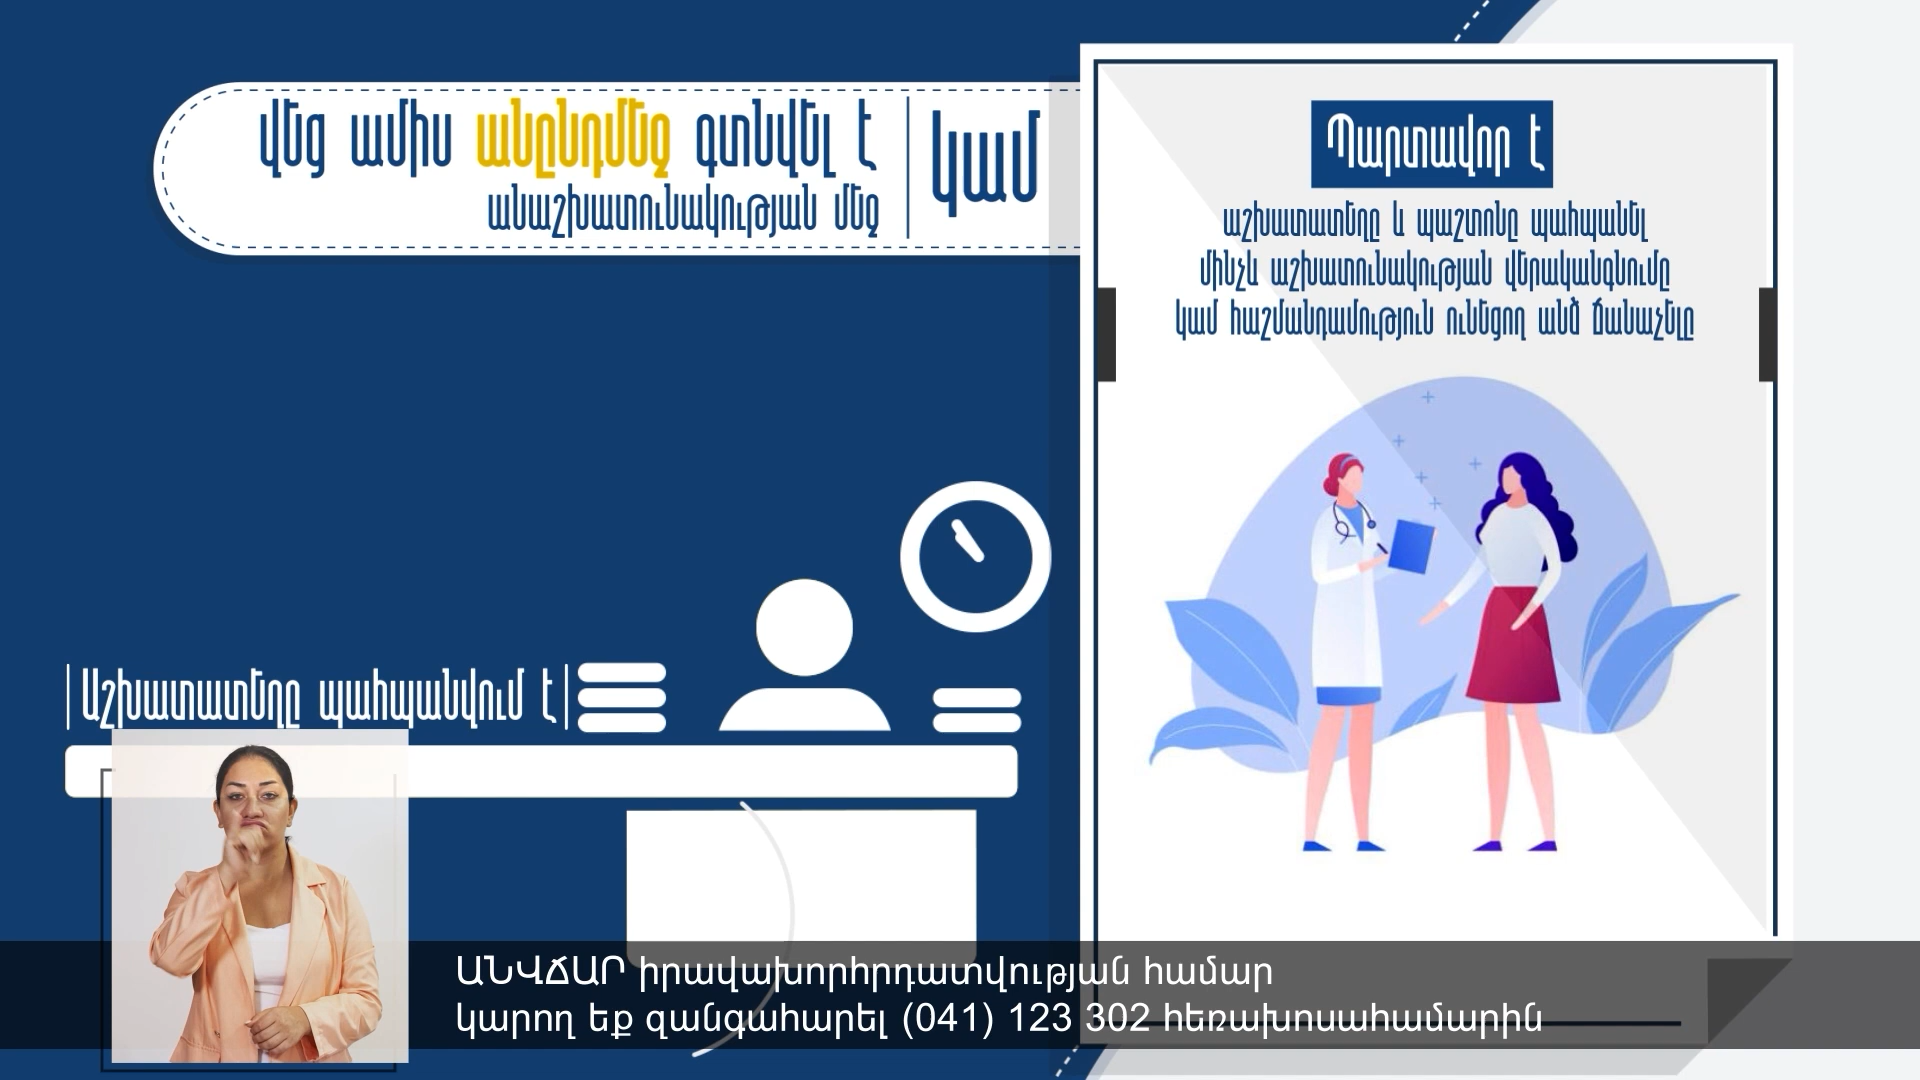 վեց ամիս անընդմեջ գտնվել է
անաշխատունակության մեջ
կամ
Պարտավոր է
աշխատատեղը և պաշտոնը պահպանել
մինչև աշխատունակության վերականգնումը
կամ հաշմանդամություն ունեցող անձ ճանաչելը
Աշխատատեղը պահպանվում է
ԱՆՎՃԱՐ իրավախորհրդատվության համար
կարող եք զանգահարել (041) 123 302 հեռախոսահամարին